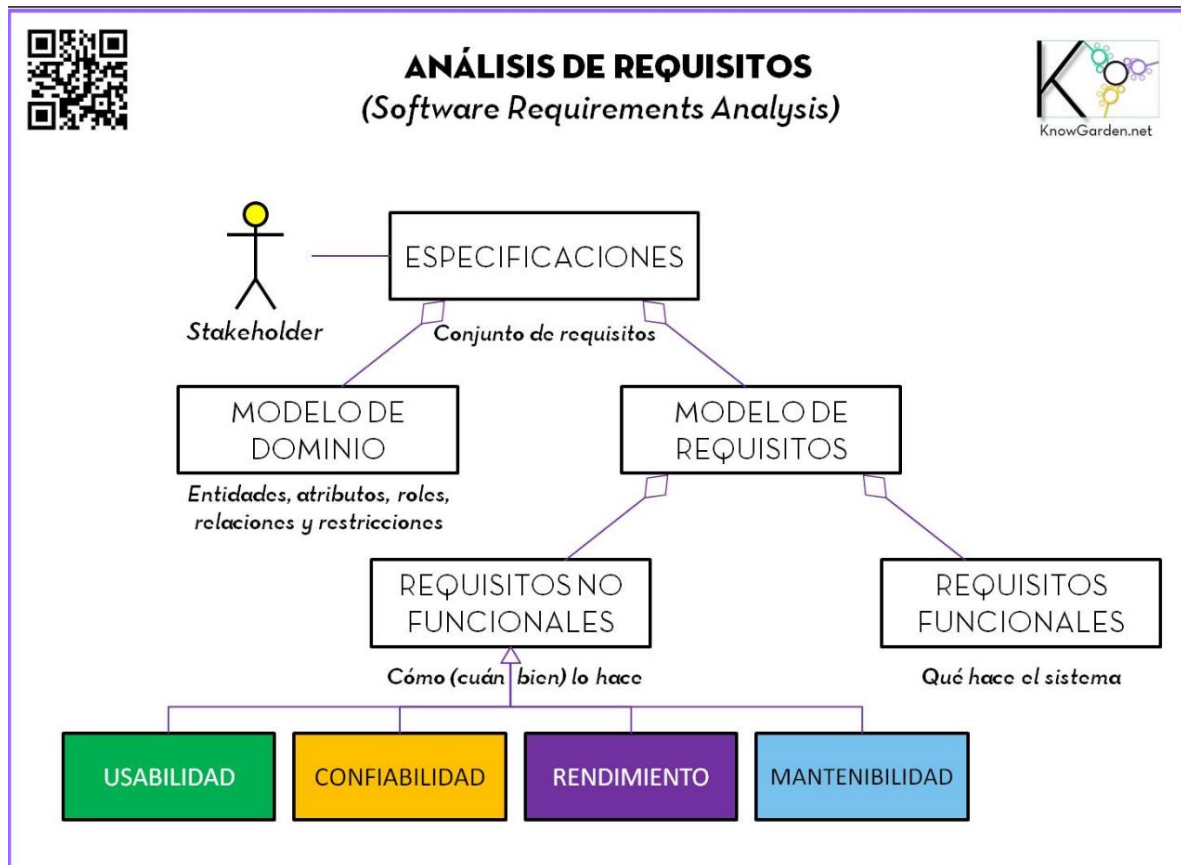 ANÁLISIS DE REQUISITOS
(Software Requirements Analysis)
K
KnowGarden.net
ESPECIFICACIONES
Stakeholder
Conjunto de requisitos
MODELO DE
DOMINIO
MODELO DE
REQUISITOS
Entidades, atributos, roles,
relaciones y restricciones
REQUISITOS NO
FUNCIONALES
REQUISITOS
FUNCIONALES
Cómo (cuán bien) lo hace
Qué hace el sistema
USABILIDAD
CONFIABILIDAD
RENDIMIENTO
MANTENIBILIDAD